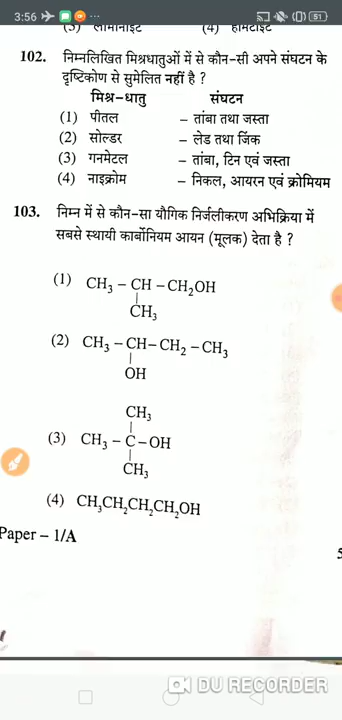 3:56
51
(3) लिमोनाइट (4) हेमेटाइट
102. निम्नलिखित मिश्रधातुओं में से कौन-सी अपने संघटन के
दृष्टिकोण से सुमेलित नहीं है ?
मिश्र-धातु संघटन
(1) पीतल – तांबा तथा जस्ता
(2) सोल्डर – लेड तथा जिंक
(3) गनमेटल – तांबा, टिन एवं जस्ता
(4) नाइक्रोम – निकल, आयरन एवं क्रोमियम
103. निम्न में से कौन-सा यौगिक निर्जलीकरण अभिक्रिया में
सबसे स्थायी कार्बोनियम आयन (मूलक) देता है ?
(1) CH₃ – CH – CH₂OH
CH₃
(2) CH₃ – CH – CH₂ – CH₃
OH
CH₃
(3) CH₃ – C – OH
CH₃
(4) CH₃CH₂CH₂CH₂OH
Paper – 1/A
5
DU RECORDER